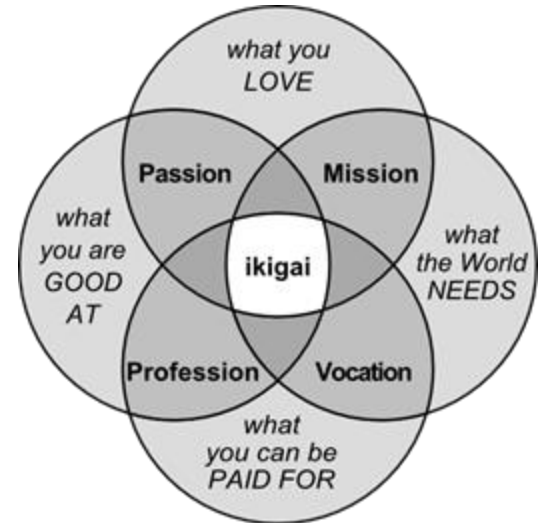 what you
LOVE
Passion
Mission
what
you are
GOOD
AT
ikigai
what
the World
NEEDS
Profession
Vocation
what
you can be
PAID FOR